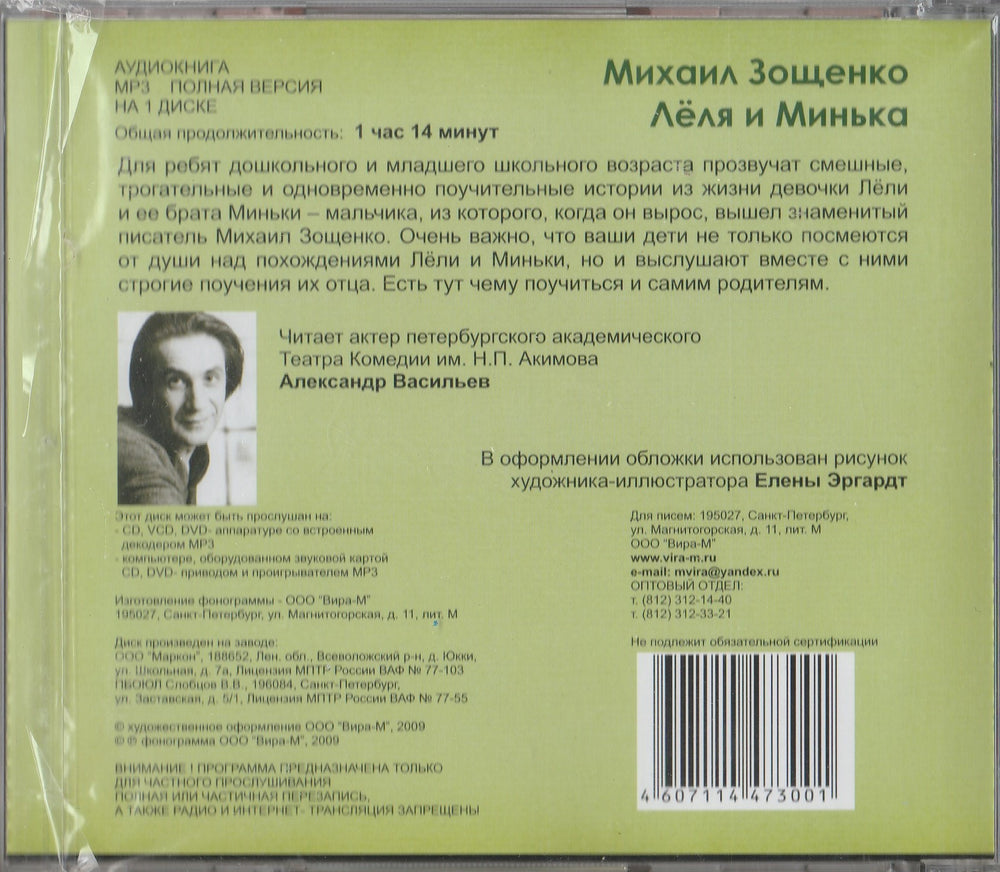 Михаил Зощенко
Лёля и Минька
АУДИОКНИГА
MP3 ПОЛНАЯ ВЕРСИЯ
НА 1 ДИСКЕ
Общая продолжительность: 1 час 14 минут
Для ребят дошкольного и младшего школьного возраста прозвучат смешные,
трогательные и одновременно поучительные истории из жизни девочки Лёли
и ее брата Миньки – мальчика, из которого, когда он вырос, вышел знаменитый
писатель Михаил Зощенко. Очень важно, что ваши дети не только посмеются
от души над похождениями Лёли и Миньки, но и выслушают вместе с ними
строгие поучения их отца. Есть тут чему поучиться и самим родителям.
Читает актер петербургского академического
Театра Комедии им. Н.П. Акимова
Александр Васильев
В оформлении обложки использован рисунок
художника-иллюстратора Елены Эргардт
Этот диск может быть прослушан на:
- CD, VCD, DVD- аппаратуре со встроенным
декодером MP3
- компьютере, оборудованном звуковой картой
CD, DVD- приводом и проигрывателем MP3
Изготовление фонограммы - ООО "Вира-М"
195027, Санкт-Петербург, ул. Магнитогорская, д. 11, лит. М
Диск произведен на заводе:
ООО "Маркон", 188652, Лен. обл., Всеволожский р-н, д. Юкки,
ул. Школьная, д. 7а, Лицензия МПТР России ВАФ № 77-103
ПБОЮЛ Слобцов В.В., 196084, Санкт-Петербург,
ул. Заставская, д. 5/1, Лицензия МПТР России ВАФ № 77-55
© художественное оформление ООО "Вира-М", 2009
© ℗ фонограмма ООО "Вира-М", 2009
ВНИМАНИЕ ! ПРОГРАММА ПРЕДНАЗНАЧЕНА ТОЛЬКО
ДЛЯ ЧАСТНОГО ПРОСЛУШИВАНИЯ
ПОЛНАЯ ИЛИ ЧАСТИЧНАЯ ПЕРЕЗАПИСЬ,
А ТАКЖЕ РАДИО И ИНТЕРНЕТ- ТРАНСЛЯЦИЯ ЗАПРЕЩЕНЫ
Для писем: 195027, Санкт-Петербург,
ул. Магнитогорская, д. 11, лит. М
ООО "Вира-М"
www.vira-m.ru
e-mail: mvira@yandex.ru
ОПТОВЫЙ ОТДЕЛ:
т. (812) 312-14-40
т. (812) 312-33-21
Не подлежит обязательной сертификации
4 607114 473001